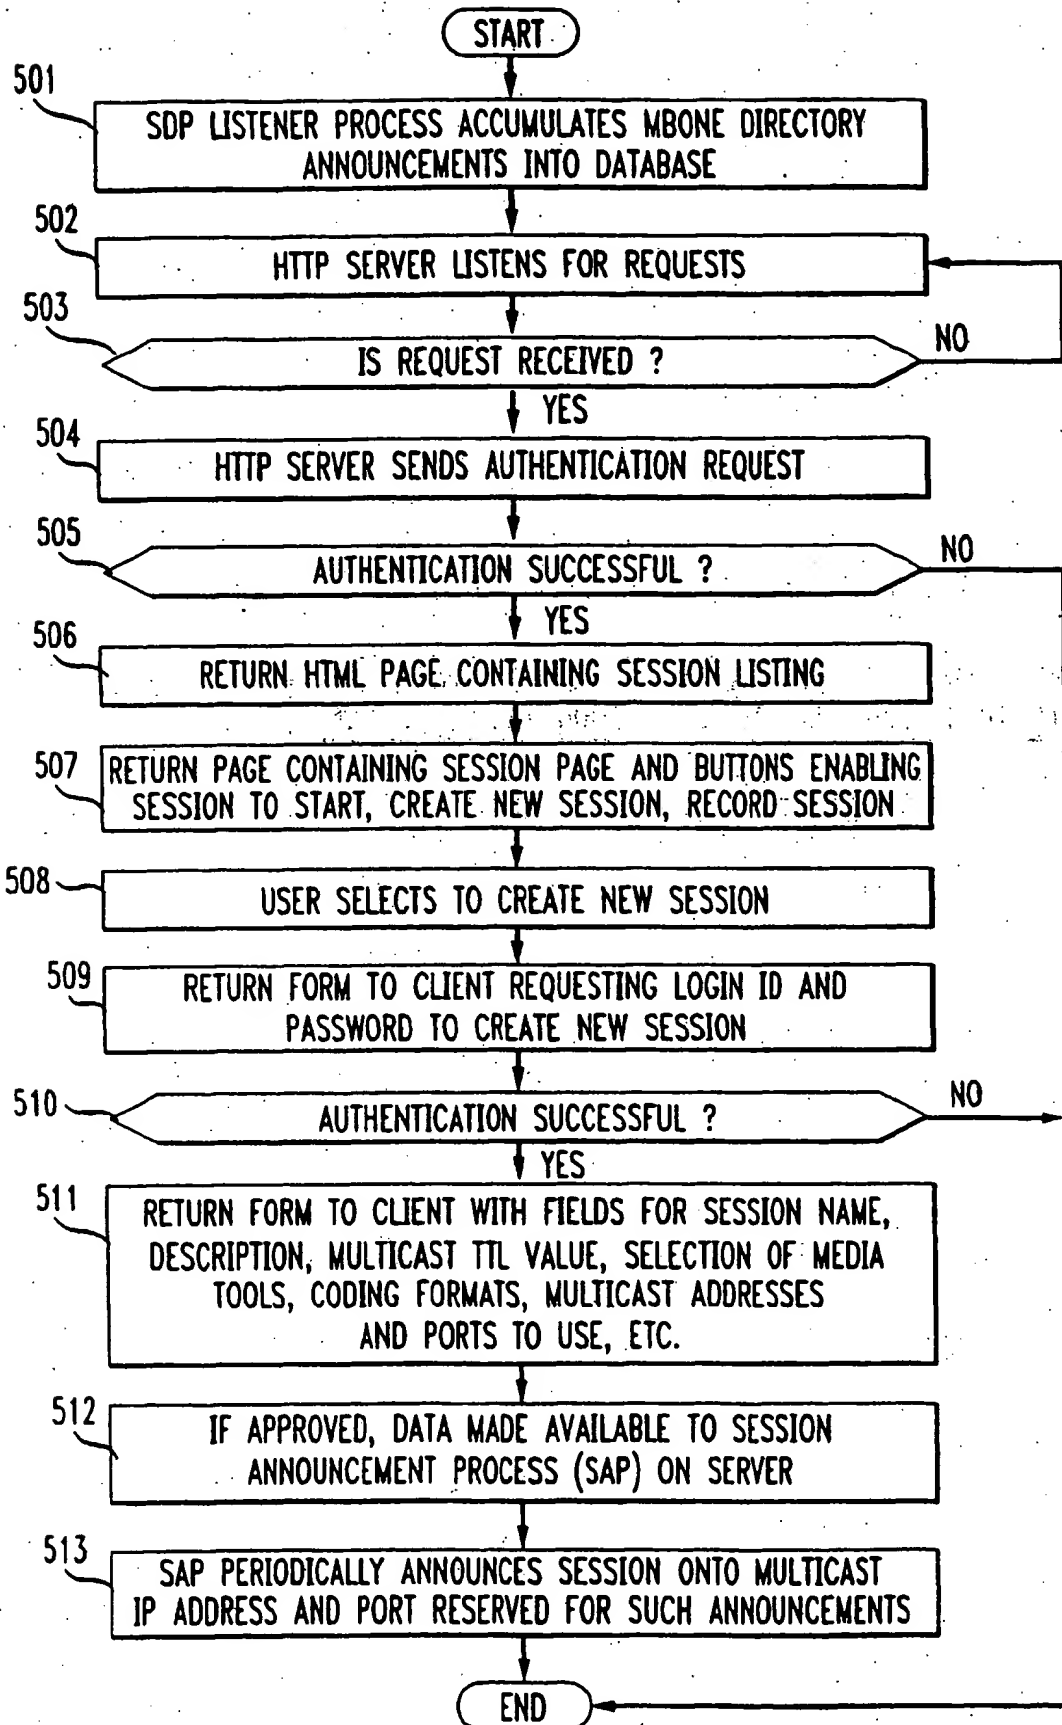 START
501
SDP LISTENER PROCESS ACCUMULATES MBONE DIRECTORY
ANNOUNCEMENTS INTO DATABASE
502
HTTP SERVER LISTENS FOR REQUESTS
503
IS REQUEST RECEIVED ?
NO
YES
504
HTTP SERVER SENDS AUTHENTICATION REQUEST
505
AUTHENTICATION SUCCESSFUL ?
NO
YES
506
RETURN HTML PAGE CONTAINING SESSION LISTING
507
RETURN PAGE CONTAINING SESSION PAGE AND BUTTONS ENABLING
SESSION TO START, CREATE NEW SESSION, RECORD SESSION
508
USER SELECTS TO CREATE NEW SESSION
509
RETURN FORM TO CLIENT REQUESTING LOGIN ID AND
PASSWORD TO CREATE NEW SESSION
510
AUTHENTICATION SUCCESSFUL ?
NO
YES
511
RETURN FORM TO CLIENT WITH FIELDS FOR SESSION NAME,
DESCRIPTION, MULTICAST TTL VALUE, SELECTION OF MEDIA
TOOLS, CODING FORMATS, MULTICAST ADDRESSES
AND PORTS TO USE, ETC.
512
IF APPROVED, DATA MADE AVAILABLE TO SESSION
ANNOUNCEMENT PROCESS (SAP) ON SERVER
513
SAP PERIODICALLY ANNOUNCES SESSION ONTO MULTICAST
IP ADDRESS AND PORT RESERVED FOR SUCH ANNOUNCEMENTS
END